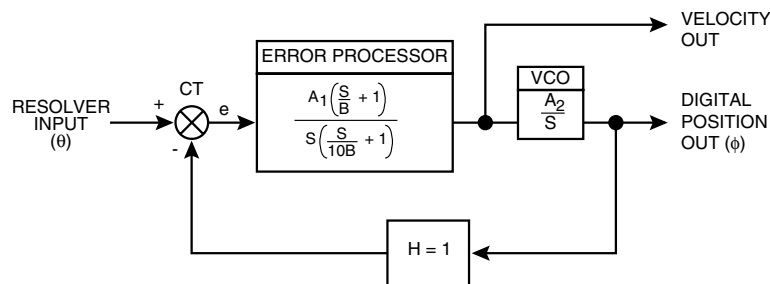 VELOCITY
OUT
ERROR PROCESSOR
CT
VCO
RESOLVER
INPUT
(θ)
+
-
e
A1(S/B + 1)
S(S/10B + 1)
A2
S
DIGITAL
POSITION
OUT (ϕ)
H = 1